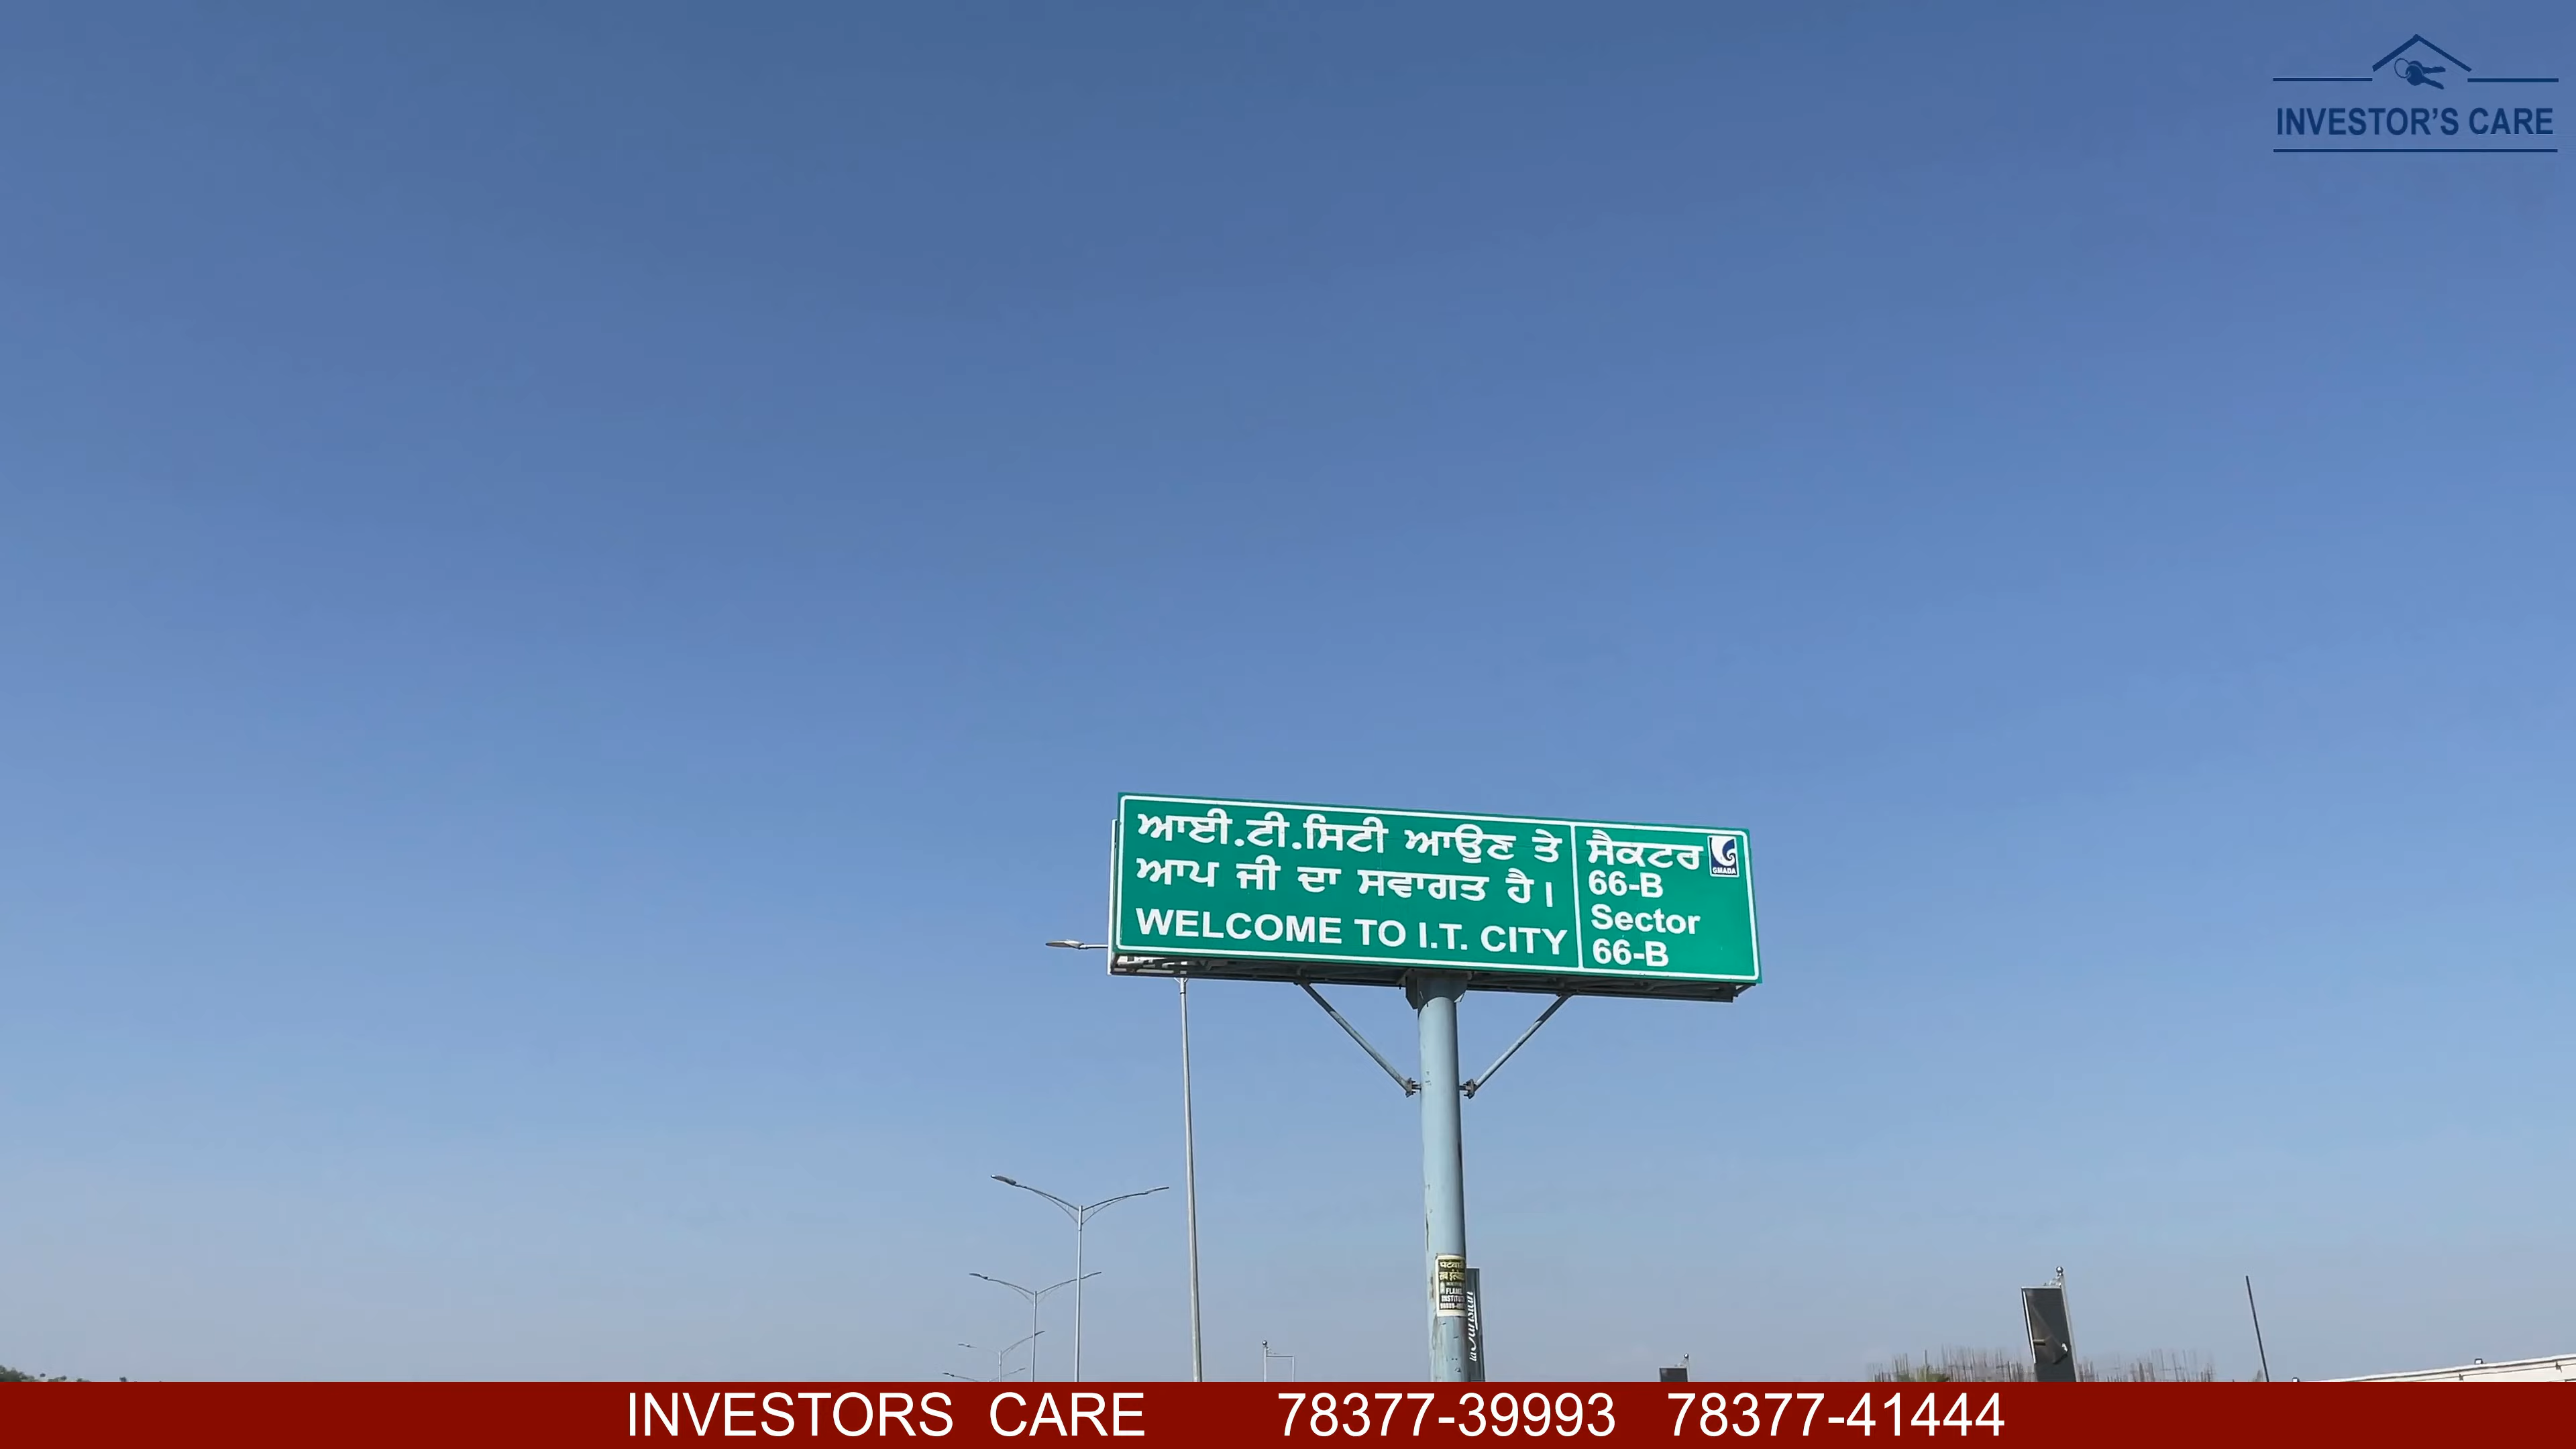 INVESTOR'S CARE
ਆਈ.ਟੀ.ਸਿਟੀ ਆਉਣ ਤੇ
ਆਪ ਜੀ ਦਾ ਸਵਾਗਤ ਹੈ।
WELCOME TO I.T. CITY
ਸੈਕਟਰ
66-B
Sector
66-B
GMADA
INVESTORS CARE 78377-39993 78377-41444